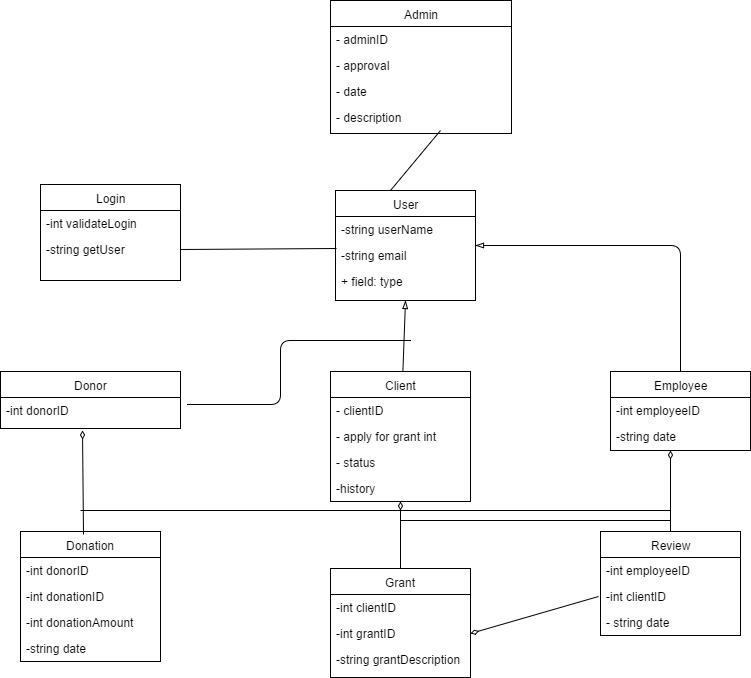 Admin
- adminID
- approval
- date
- description
Login
-int validateLogin
-string getUser
User
-string userName
-string email
+ field: type
Donor
-int donorID
Client
- clientID
- apply for grant int
- status
-history
Employee
-int employeeID
-string date
Donation
-int donorID
-int donationID
-int donationAmount
-string date
Grant
-int clientID
-int grantID
-string grantDescription
Review
-int employeeID
-int clientID
- string date